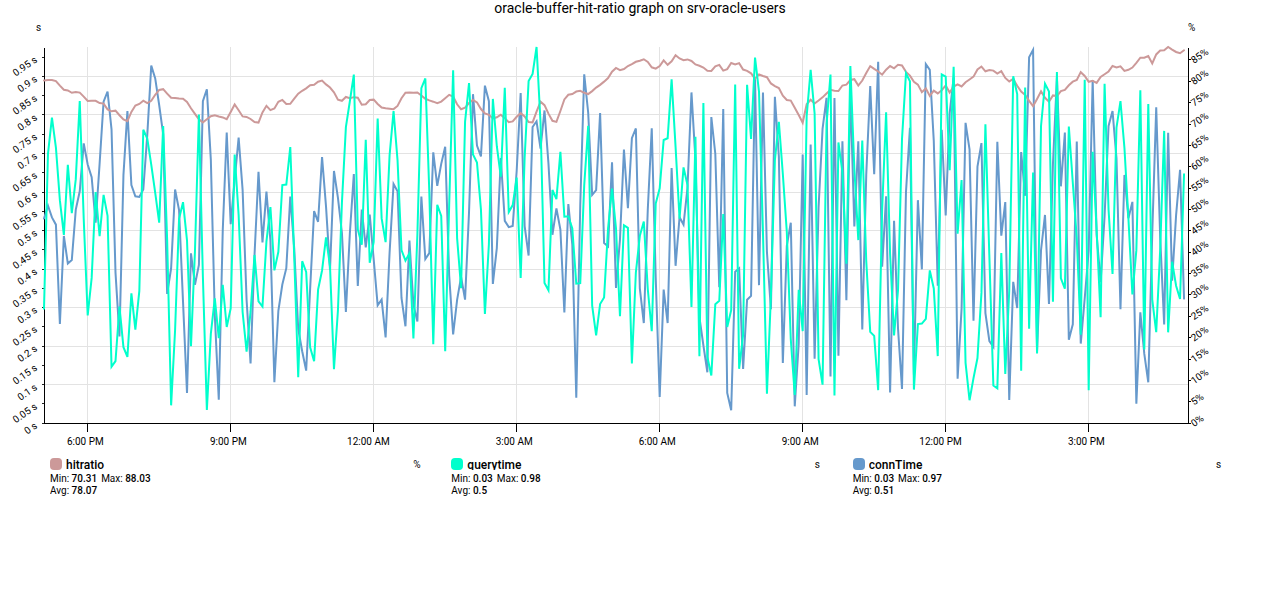 oracle-buffer-hit-ratio graph on srv-oracle-users
s %
0.95 s 85%
0.9 s 80%
0.85 s 75%
0.8 s 70%
0.75 s 65%
0.7 s 60%
0.65 s 55%
0.6 s 50%
0.55 s 45%
0.5 s 40%
0.45 s 35%
0.4 s 30%
0.35 s 25%
0.3 s 20%
0.25 s 15%
0.2 s 10%
0.15 s 5%
0.1 s 0%
0.05 s
0 s
6:00 PM 9:00 PM 12:00 AM 3:00 AM 6:00 AM 9:00 AM 12:00 PM 3:00 PM
hitratio % querytime s connTime s
Min: 70.31 Max: 88.03 Min: 0.03 Max: 0.98 Min: 0.03 Max: 0.97
Avg: 78.07 Avg: 0.5 Avg: 0.51